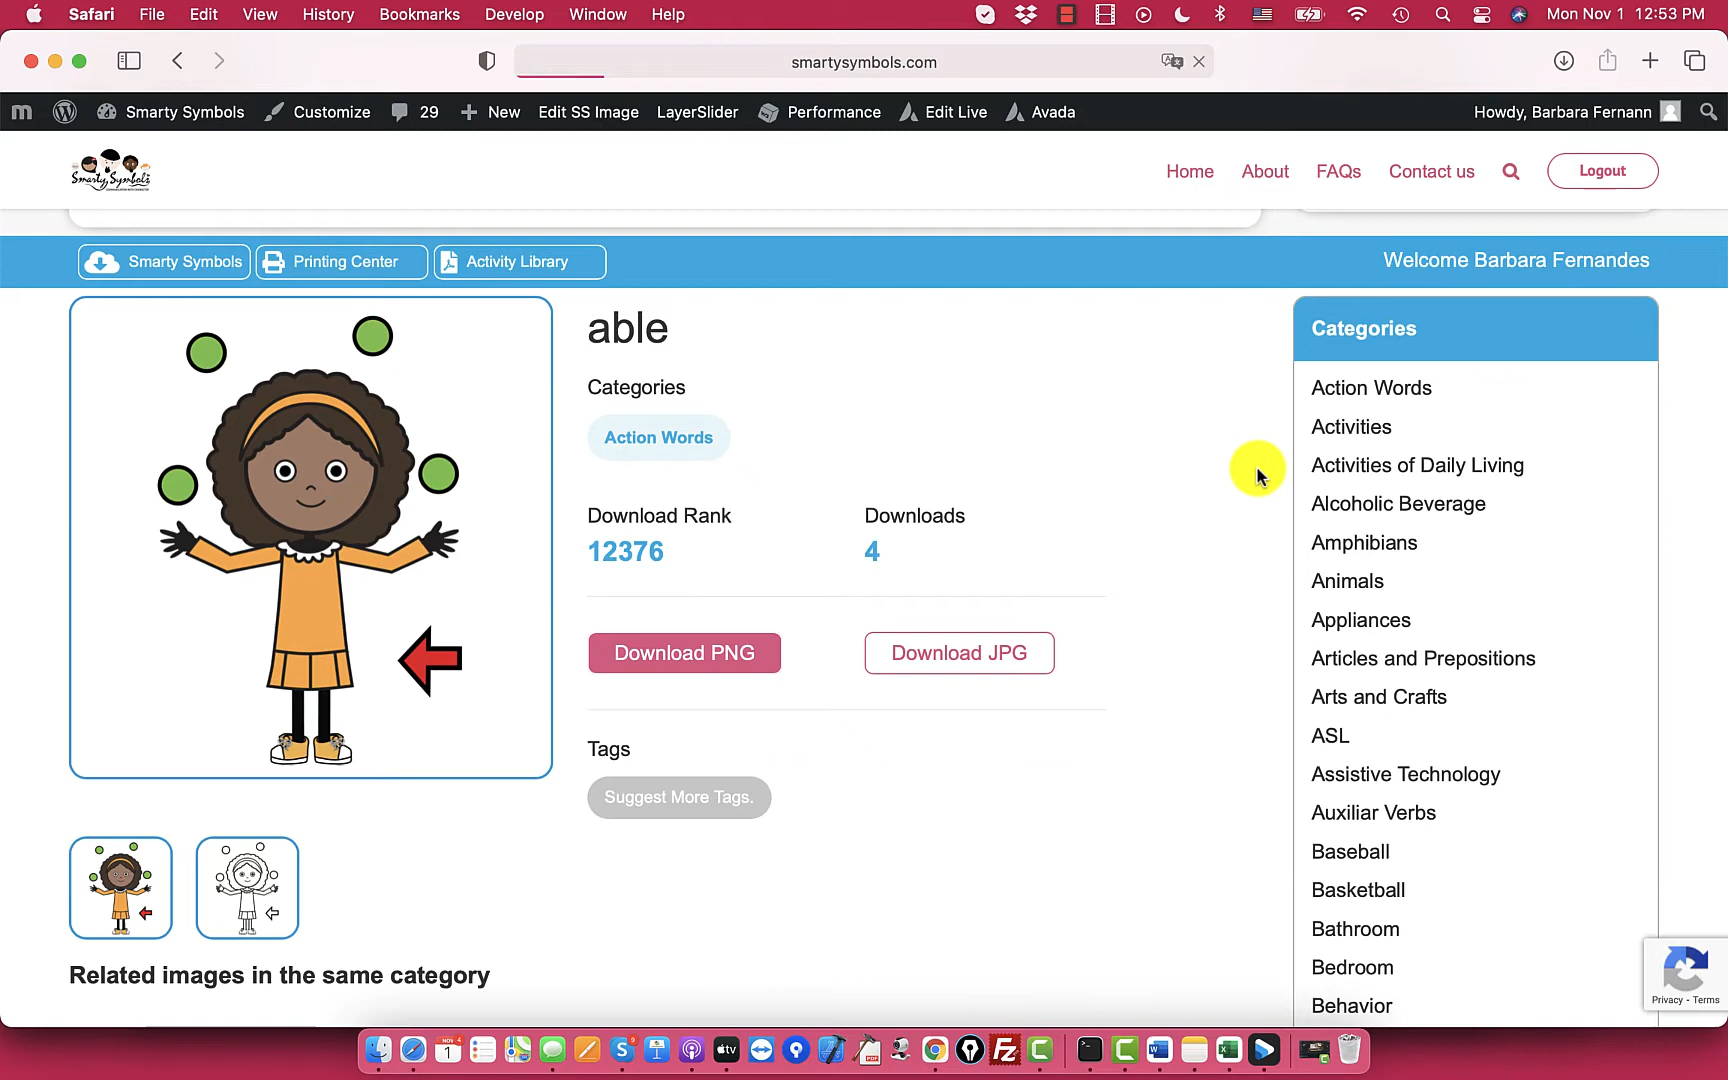 Safari File Edit View History Bookmarks Develop Window Help Mon Nov 1 12:53 PM
smartysymbols.com
Smarty Symbols Customize 29 New Edit SS Image LayerSlider Performance Edit Live Avada Howdy, Barbara Fernann
Smarty Symbols
Home About FAQs Contact us Logout
Smarty Symbols Printing Center Activity Library Welcome Barbara Fernandes
able
Categories
Action Words
Download Rank Downloads
12376 4
Download PNG Download JPG
Tags
Suggest More Tags.
Related images in the same category
Categories
Action Words
Activities
Activities of Daily Living
Alcoholic Beverage
Amphibians
Animals
Appliances
Articles and Prepositions
Arts and Crafts
ASL
Assistive Technology
Auxiliar Verbs
Baseball
Basketball
Bathroom
Bedroom
Behavior
Privacy - Terms